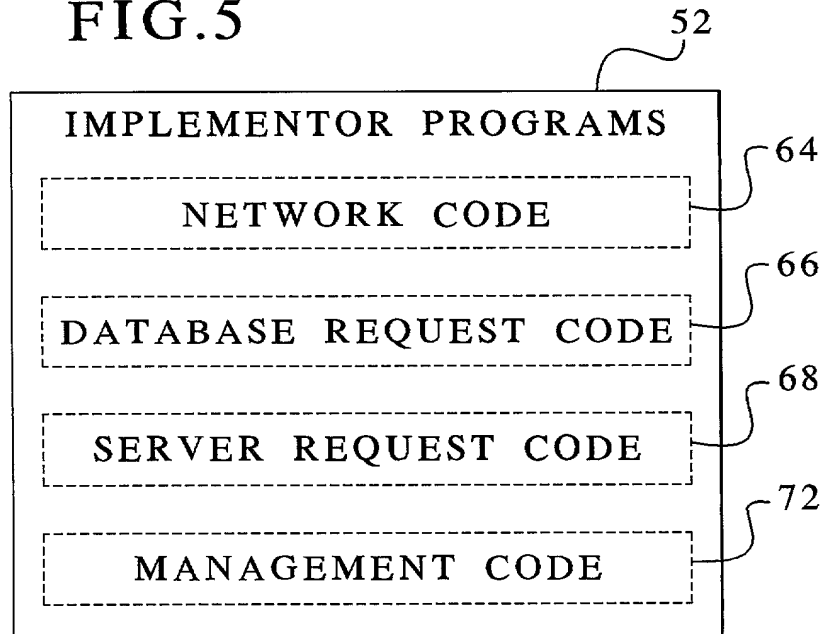 FIG.5
52
IMPLEMENTOR PROGRAMS
64
NETWORK CODE
66
DATABASE REQUEST CODE
68
SERVER REQUEST CODE
72
MANAGEMENT CODE